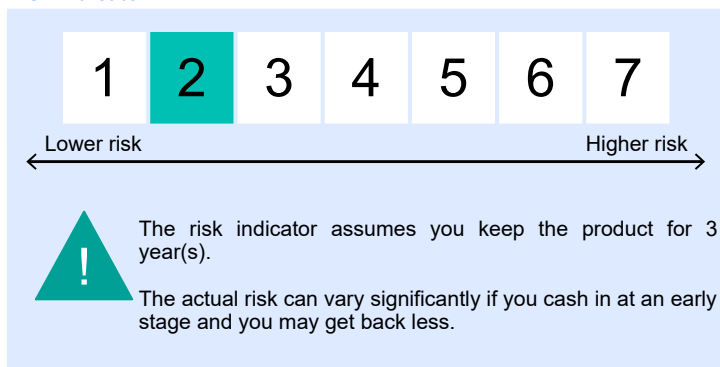 1 2 3 4 5 6 7
Lower risk Higher risk
!
The risk indicator assumes you keep the product for 3
year(s).
The actual risk can vary significantly if you cash in at an early
stage and you may get back less.